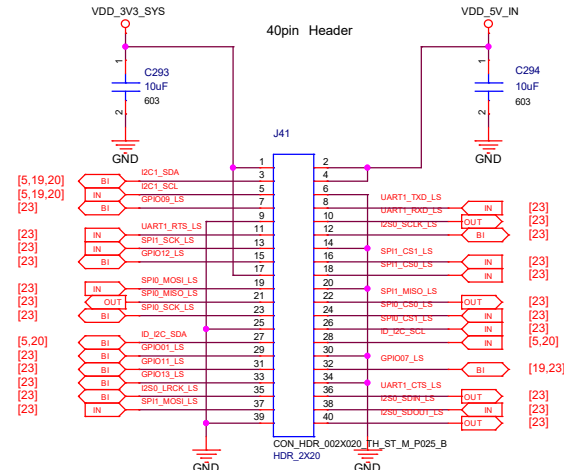 VDD_3V3_SYS
VDD_5V_IN
40pin Header
1
C293
10uF
603
2
GND
1
C294
10uF
603
2
GND
J41
1 2
[5,19,20] BI I2C1_SDA 3 4
[5,19,20] IN I2C1_SCL 5 6
[23] BI GPIO09_LS 7 8 UART1_TXD_LS IN [23]
9 10 UART1_RXD_LS OUT [23]
[23] IN UART1_RTS_LS 11 12 I2S0_SCLK_LS BI [23]
[23] IN SPI1_SCK_LS 13 14
[23] BI GPIO12_LS 15 16 SPI1_CS1_LS IN [23]
17 18 SPI1_CS0_LS IN [23]
[23] IN SPI0_MOSI_LS 19 20
[23] OUT SPI0_MISO_LS 21 22 SPI1_MISO_LS OUT [23]
[23] BI SPI0_SCK_LS 23 24 SPI0_CS0_LS IN [23]
25 26 SPI0_CS1_LS IN [23]
[5,20] BI ID_I2C_SDA 27 28 ID_I2C_SCL IN [5,20]
[23] BI GPIO01_LS 29 30
[23] BI GPIO11_LS 31 32 GPIO07_LS BI [19,23]
[23] BI GPIO13_LS 33 34
[23] BI I2S0_LRCK_LS 35 36 UART1_CTS_LS OUT [23]
[23] IN SPI1_MOSI_LS 37 38 I2S0_SDIN_LS IN [23]
39 40 I2S0_SDOUT_LS OUT [23]
CON_HDR_002X020_TH_ST_M_P025_B
HDR_2X20
GND
GND